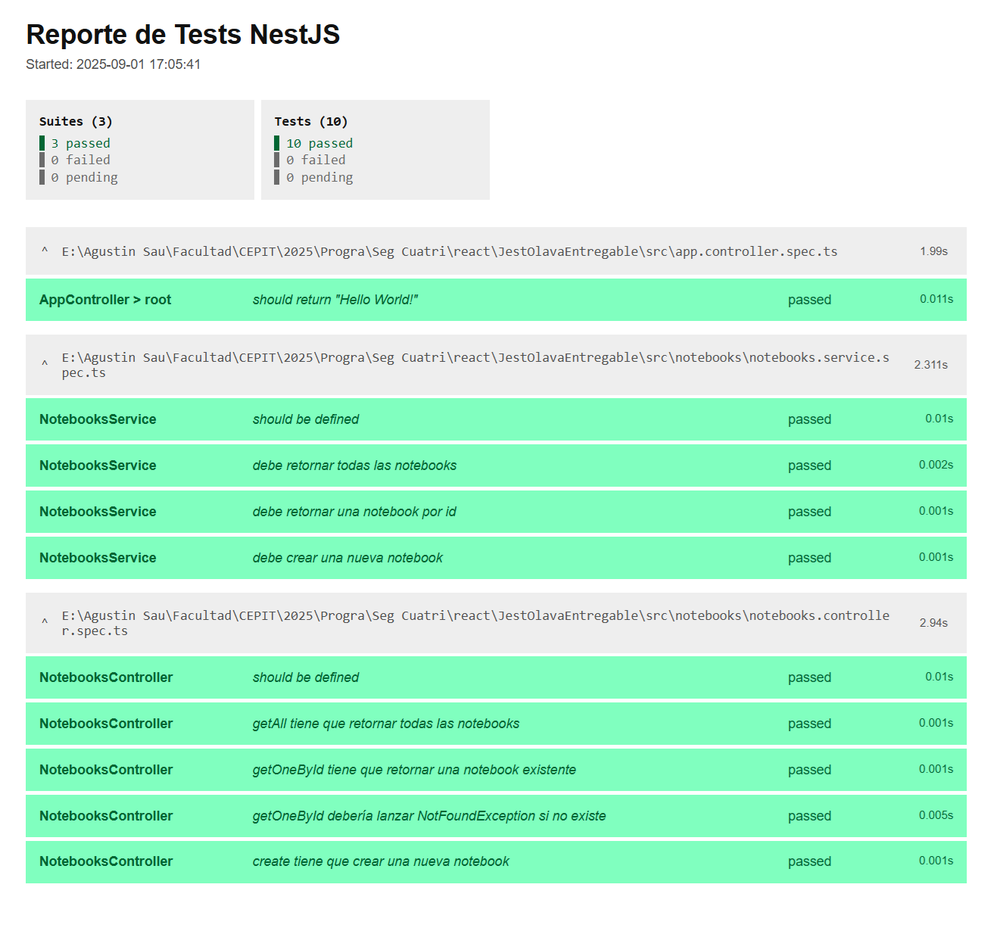 Reporte de Tests NestJS
Started: 2025-09-01 17:05:41
Suites (3)
3 passed
0 failed
0 pending
Tests (10)
10 passed
0 failed
0 pending
^ E:\Agustin Sau\Facultad\CEPIT\2025\Progra\Seg Cuatri\react\JestOlavaEntregable\src\app.controller.spec.ts 1.99s
AppController > root should return "Hello World!" passed 0.011s
^ E:\Agustin Sau\Facultad\CEPIT\2025\Progra\Seg Cuatri\react\JestOlavaEntregable\src\notebooks\notebooks.service.s
pec.ts 2.311s
NotebooksService should be defined passed 0.01s
NotebooksService debe retornar todas las notebooks passed 0.002s
NotebooksService debe retornar una notebook por id passed 0.001s
NotebooksService debe crear una nueva notebook passed 0.001s
^ E:\Agustin Sau\Facultad\CEPIT\2025\Progra\Seg Cuatri\react\JestOlavaEntregable\src\notebooks\notebooks.controlle
r.spec.ts 2.94s
NotebooksController should be defined passed 0.01s
NotebooksController getAll tiene que retornar todas las notebooks passed 0.001s
NotebooksController getOneById tiene que retornar una notebook existente passed 0.001s
NotebooksController getOneById debería lanzar NotFoundException si no existe passed 0.005s
NotebooksController create tiene que crear una nueva notebook passed 0.001s